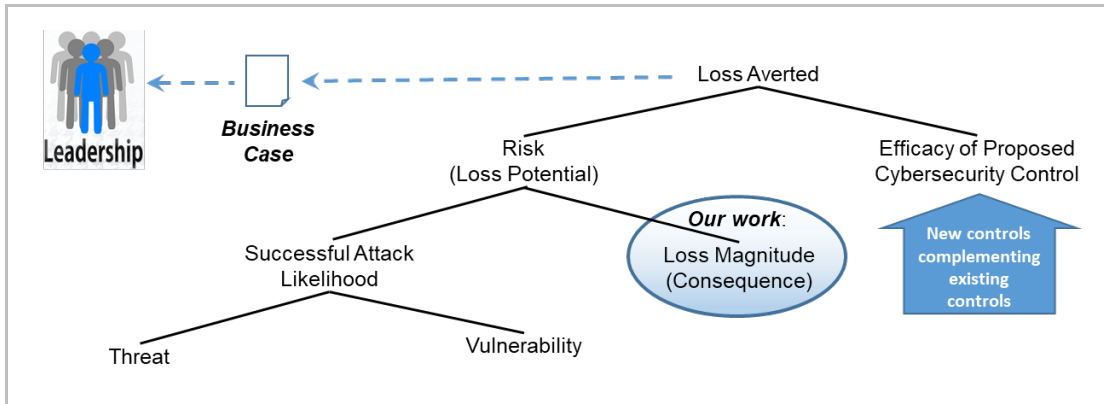 Loss Averted
Leadership
Business
Case
Risk
(Loss Potential)
Efficacy of Proposed
Cybersecurity Control
Our work:
Loss Magnitude
(Consequence)
New controls
complementing
existing
controls
Successful Attack
Likelihood
Threat
Vulnerability